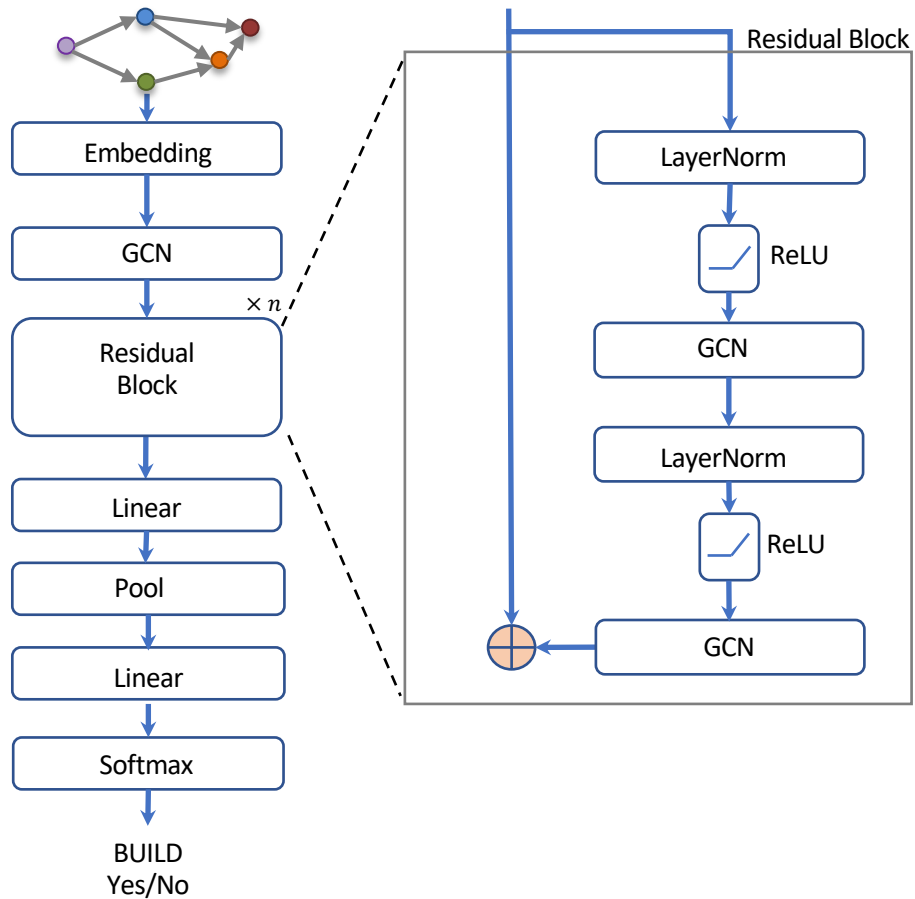 Embedding
GCN
× n
Residual
Block
Linear
Pool
Linear
Softmax
BUILD
Yes/No
Residual Block
LayerNorm
ReLU
GCN
LayerNorm
ReLU
GCN